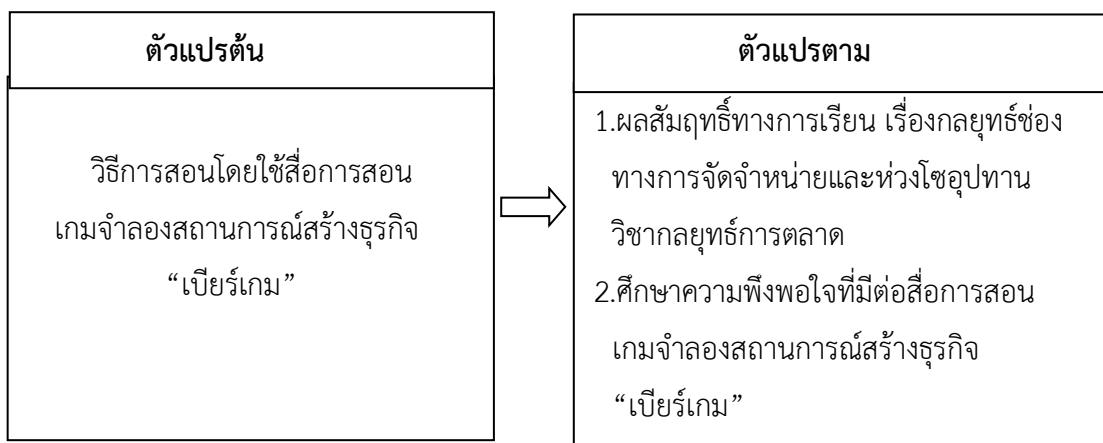 ตัวแปรต้น
วิธีการสอนโดยใช้สื่อการสอน
เกมจำลองสถานการณ์สร้างธุรกิจ
“เบียร์เกม”
ตัวแปรตาม
1.ผลสัมฤทธิ์ทางการเรียน เรื่องกลยุทธ์ช่อง
ทางการจัดจำหน่ายและห่วงโซอุปทาน
วิชากลยุทธ์การตลาด
2.ศึกษาความพึงพอใจที่มีต่อสื่อการสอน
เกมจำลองสถานการณ์สร้างธุรกิจ
“เบียร์เกม”